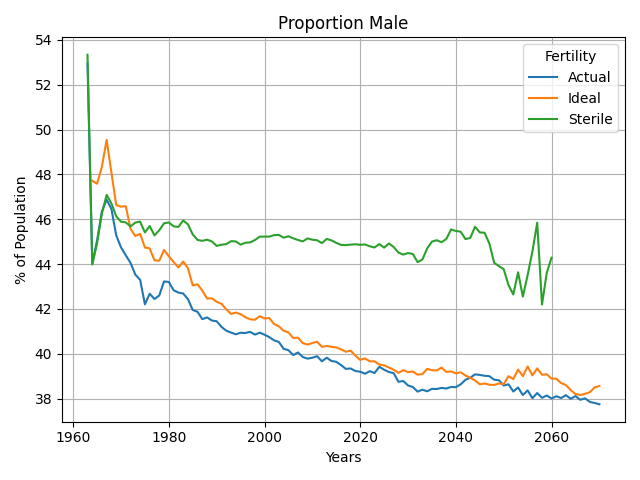 Proportion Male
% of Population
54
52
50
48
46
44
42
40
38
Fertility
Actual
Ideal
Sterile
1960
1980
2000
2020
2040
2060
Years